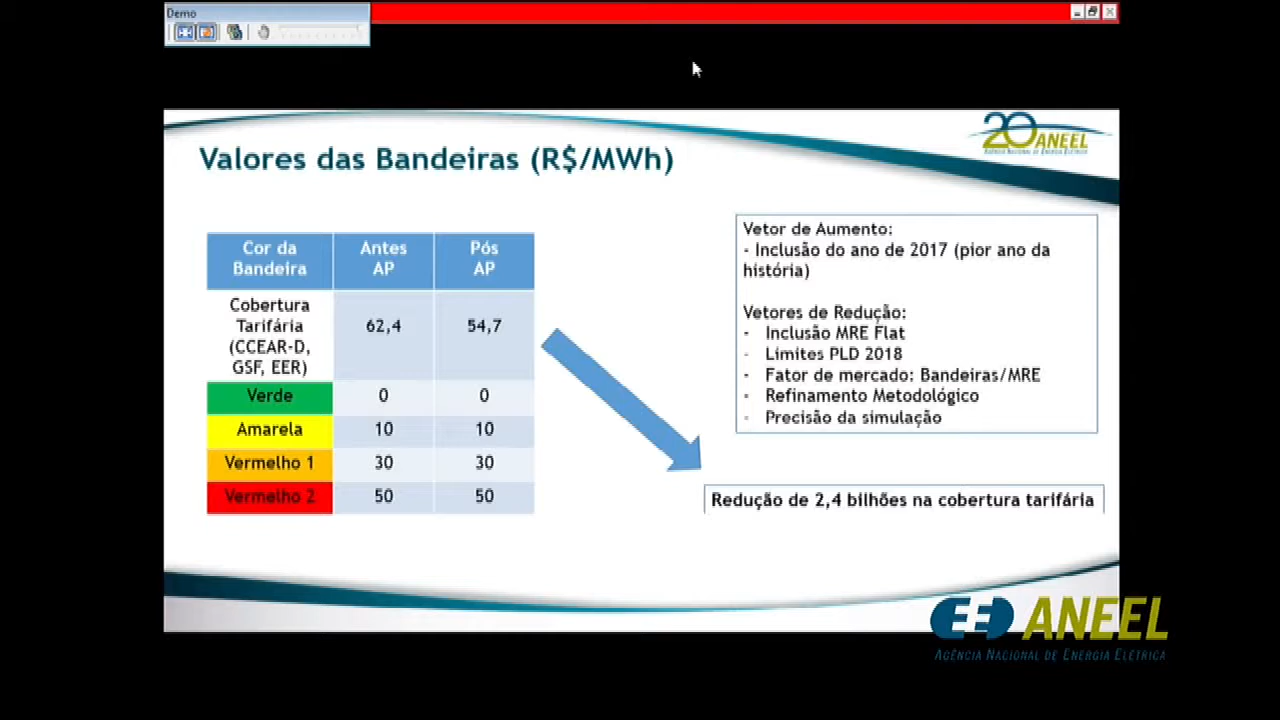 Demo
20 ANEEL
AGÊNCIA NACIONAL DE ENERGIA ELÉTRICA
Valores das Bandeiras (R$/MWh)
Cor da
Bandeira
Antes
AP
Pós
AP
Cobertura
Tarifária
(CCEAR-D,
GSF, EER)
62,4
54,7
Verde
0
0
Amarela
10
10
Vermelho 1
30
30
Vermelho 2
50
50
Vetor de Aumento:
- Inclusão do ano de 2017 (pior ano da
história)
Vetores de Redução:
- Inclusão MRE Flat
- Limites PLD 2018
- Fator de mercado: Bandeiras/MRE
- Refinamento Metodológico
- Precisão da simulação
Redução de 2,4 bilhões na cobertura tarifária
ANEEL
AGÊNCIA NACIONAL DE ENERGIA ELÉTRICA